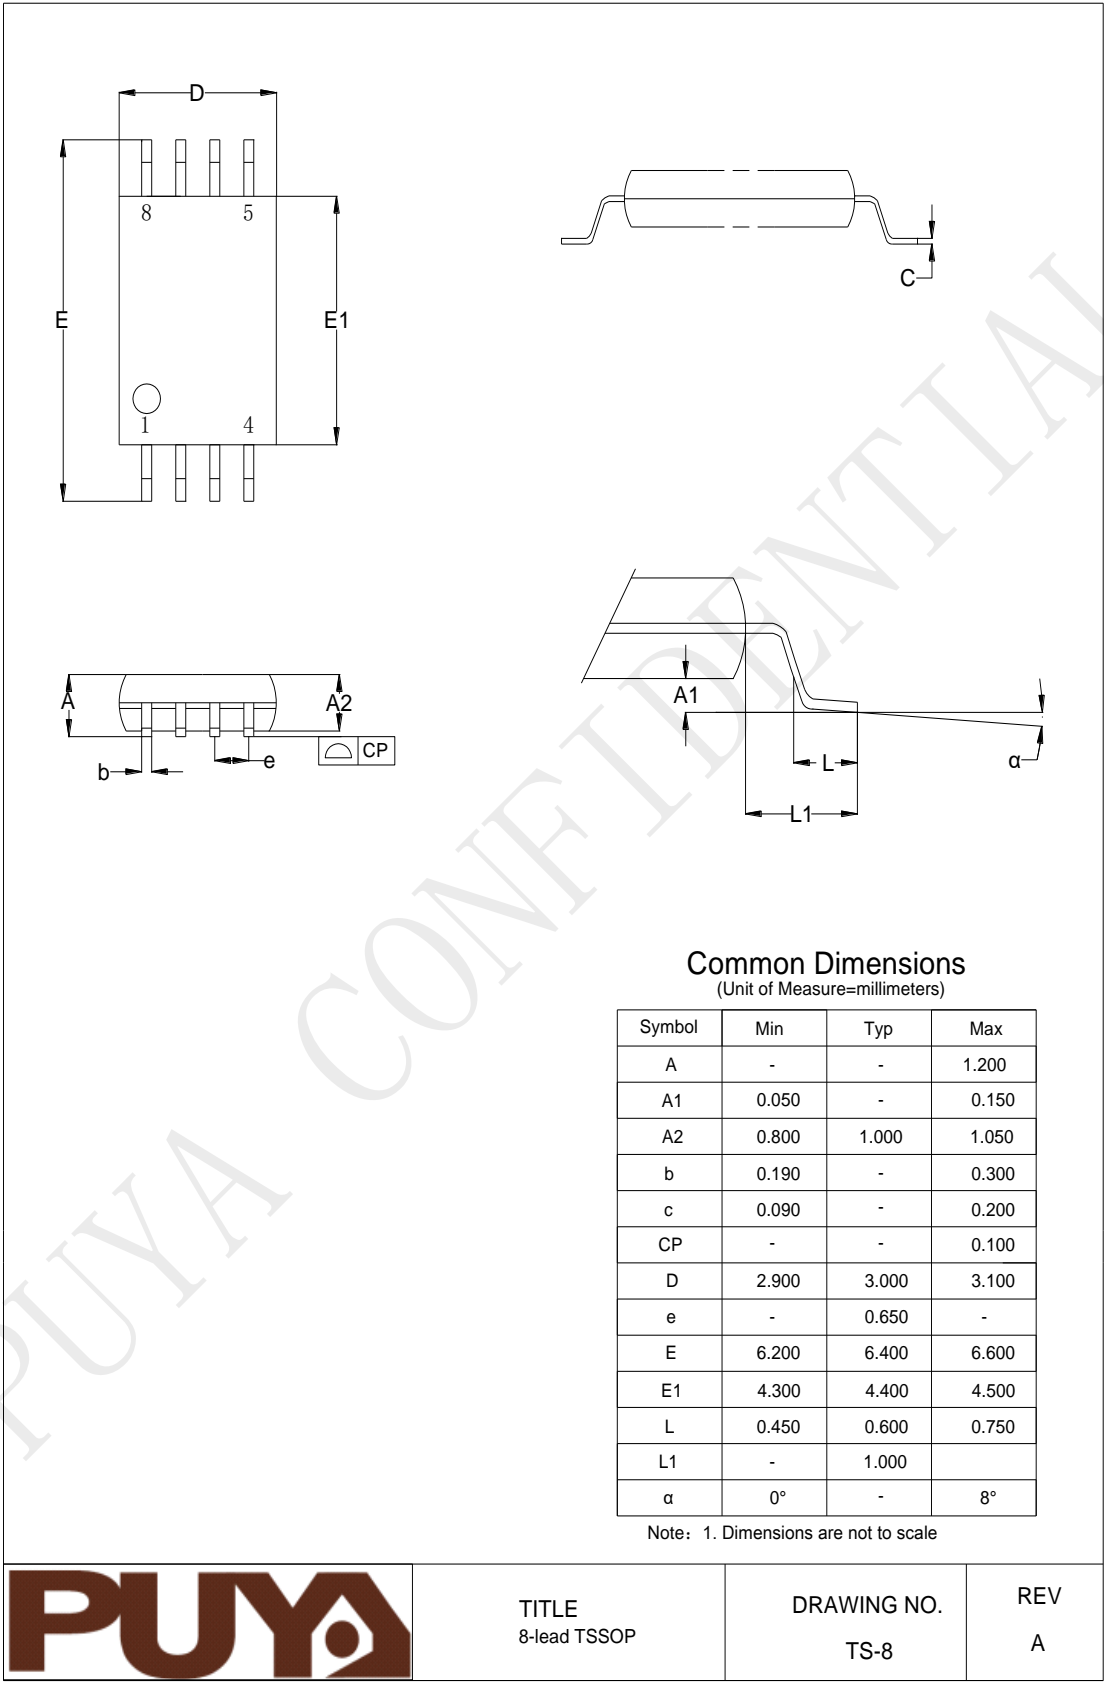 D
8 5
E
E1
1 4
C
A
A2
b
e
CP
A1
L
α
L1
PUYA CONFIDENTIAL
Common Dimensions
(Unit of Measure=millimeters)
Symbol Min Typ Max
A - - 1.200
A1 0.050 - 0.150
A2 0.800 1.000 1.050
b 0.190 - 0.300
c 0.090 - 0.200
CP - - 0.100
D 2.900 3.000 3.100
e - 0.650 -
E 6.200 6.400 6.600
E1 4.300 4.400 4.500
L 0.450 0.600 0.750
L1 - 1.000
α 0° - 8°
Note：1. Dimensions are not to scale
PUYA
TITLE
8-lead TSSOP
DRAWING NO.
TS-8
REV
A